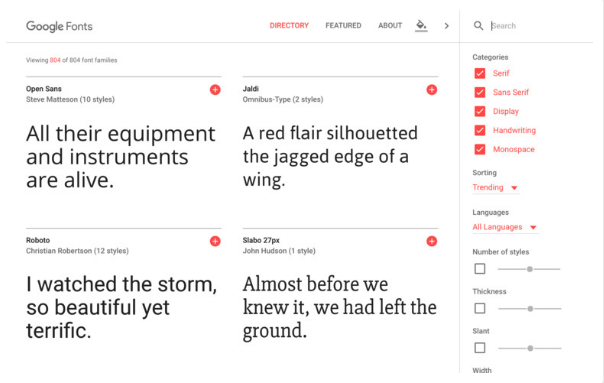 Google Fonts
DIRECTORY FEATURED ABOUT
Search
Viewing 804 of 804 font families
Open Sans
Steve Matteson (10 styles)
All their equipment
and instruments
are alive.
Jaldi
Omnibus-Type (2 styles)
A red flair silhouetted
the jagged edge of a
wing.
Roboto
Christian Robertson (12 styles)
I watched the storm,
so beautiful yet
terrific.
Slabo 27px
John Hudson (1 style)
Almost before we
knew it, we had left the
ground.
Categories
Serif
Sans Serif
Display
Handwriting
Monospace
Sorting
Trending
Languages
All Languages
Number of styles
Thickness
Slant
Width